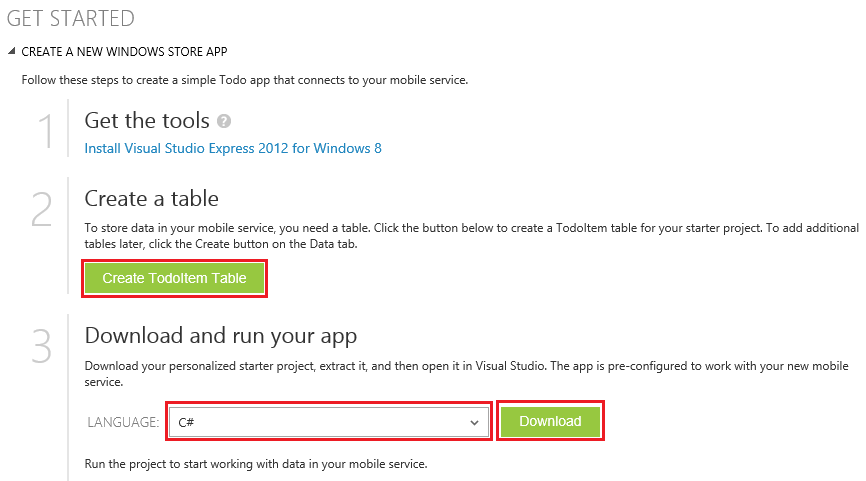 GET STARTED
CREATE A NEW WINDOWS STORE APP
Follow these steps to create a simple Todo app that connects to your mobile service.
1
Get the tools ?
Install Visual Studio Express 2012 for Windows 8
2
Create a table
To store data in your mobile service, you need a table. Click the button below to create a TodoItem table for your starter project. To add additional
tables later, click the Create button on the Data tab.
Create TodoItem Table
3
Download and run your app
Download your personalized starter project, extract it, and then open it in Visual Studio. The app is pre-configured to work with your new mobile
service.
LANGUAGE: C# Download
Run the project to start working with data in your mobile service.